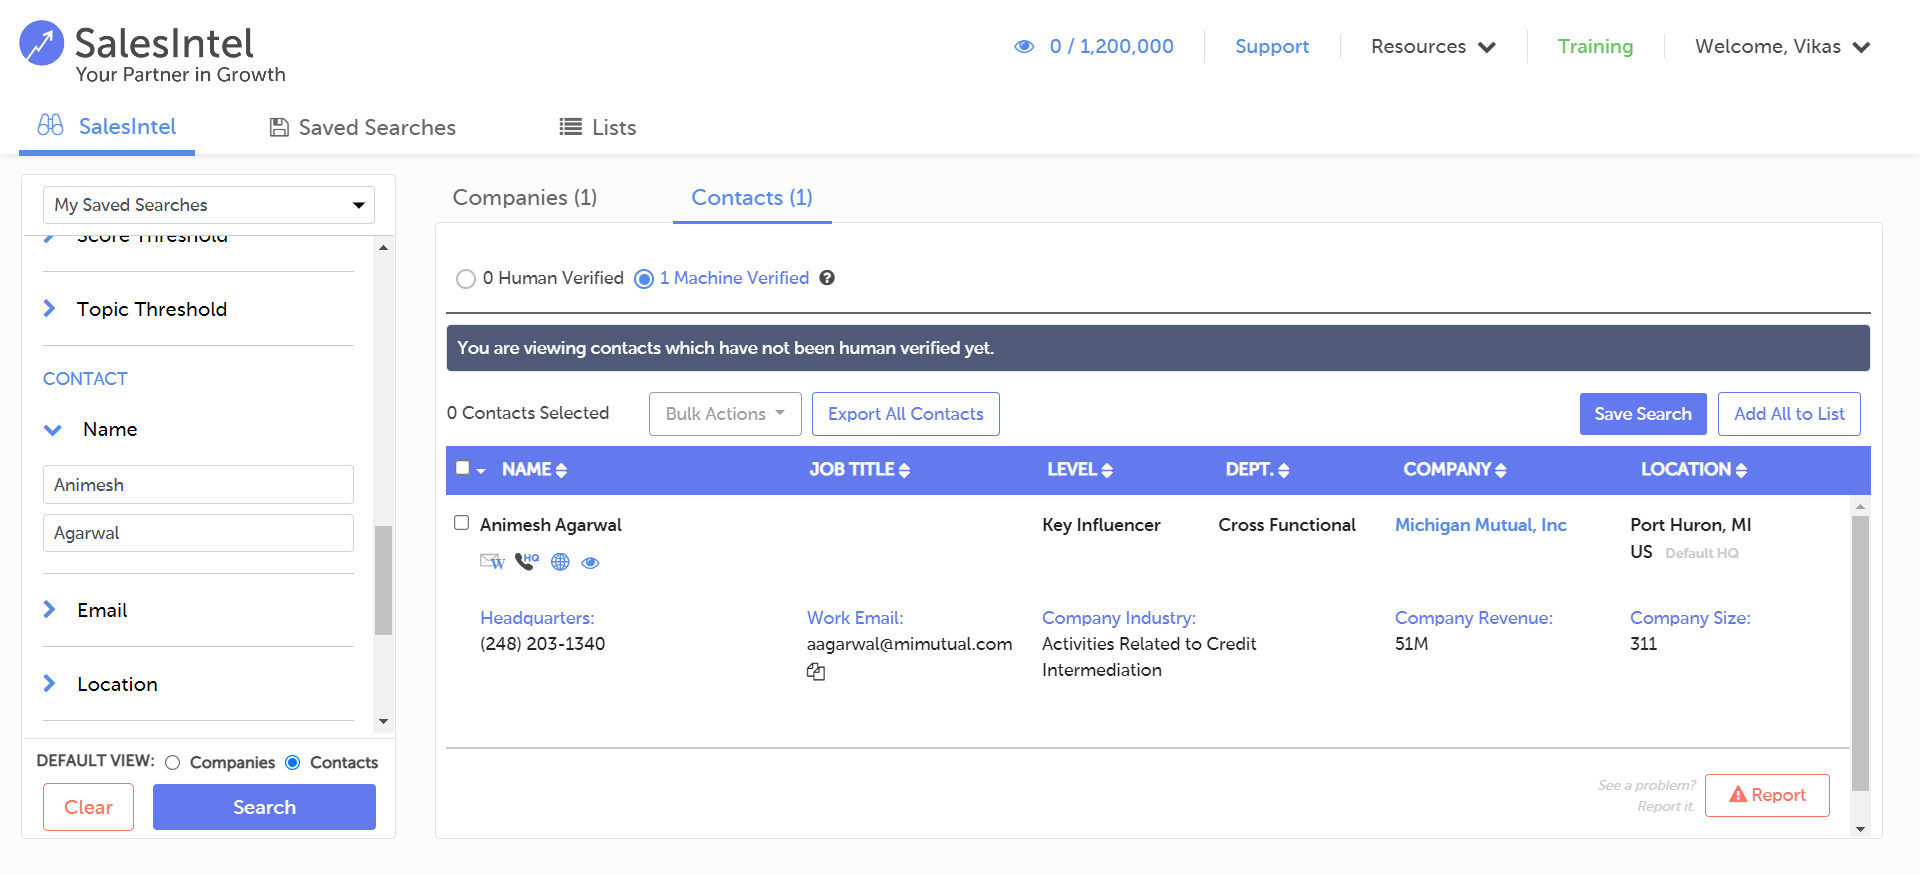 SalesIntel
Your Partner in Growth
0 / 1,200,000
Support
Resources
Training
Welcome, Vikas
SalesIntel
Saved Searches
Lists
My Saved Searches
Score Threshold
Topic Threshold
CONTACT
Name
Animesh
Agarwal
Email
Location
DEFAULT VIEW: Companies Contacts
Clear
Search
Companies (1)
Contacts (1)
0 Human Verified 1 Machine Verified ?
You are viewing contacts which have not been human verified yet.
0 Contacts Selected
Bulk Actions
Export All Contacts
Save Search
Add All to List
NAME JOB TITLE LEVEL DEPT. COMPANY LOCATION
Animesh Agarwal Key Influencer Cross Functional Michigan Mutual, Inc Port Huron, MI
US Default HQ
W HQ
Headquarters: Work Email: Company Industry: Company Revenue: Company Size:
(248) 203-1340 aagarwal@mimutual.com Activities Related to Credit 51M 311
Intermediation
See a problem?
Report it.
Report